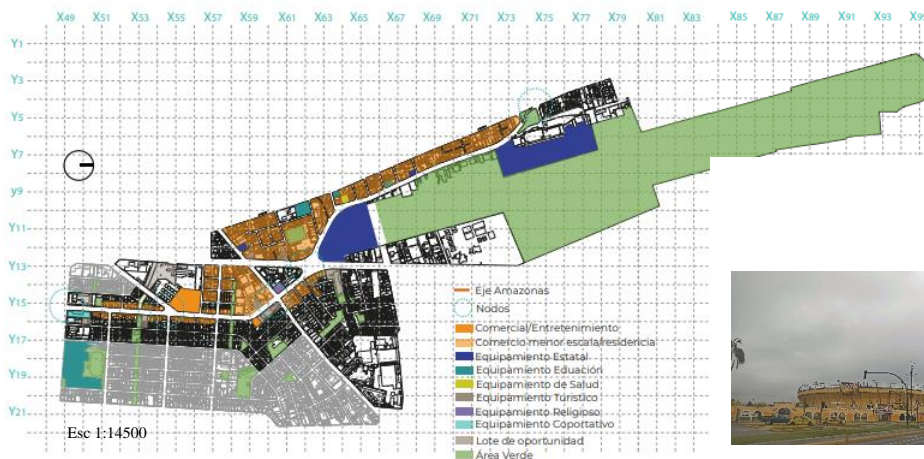 X49 X51 X53 X55 X57 X59 X61 X63 X65 X67 X69 X71 X73 X75 X77 X79 X81 X83 X85 X87 X89 X91 X93 X95
Y1
Y3
Y5
Y7
y9
Y11
Y13
Y15
Y17
Y19
Y21
Esc 1:14500
Eje Amazonas
Nodos
Comercial/Entretenimiento
Comercio menor escala/residencia
Equipamiento Estatal
Equipamiento Eduación
Equipamiento de Salud
Equipamiento Turístico
Equipamiento Religioso
Equipamiento Coportativo
Lote de oportunidad
Área Verde